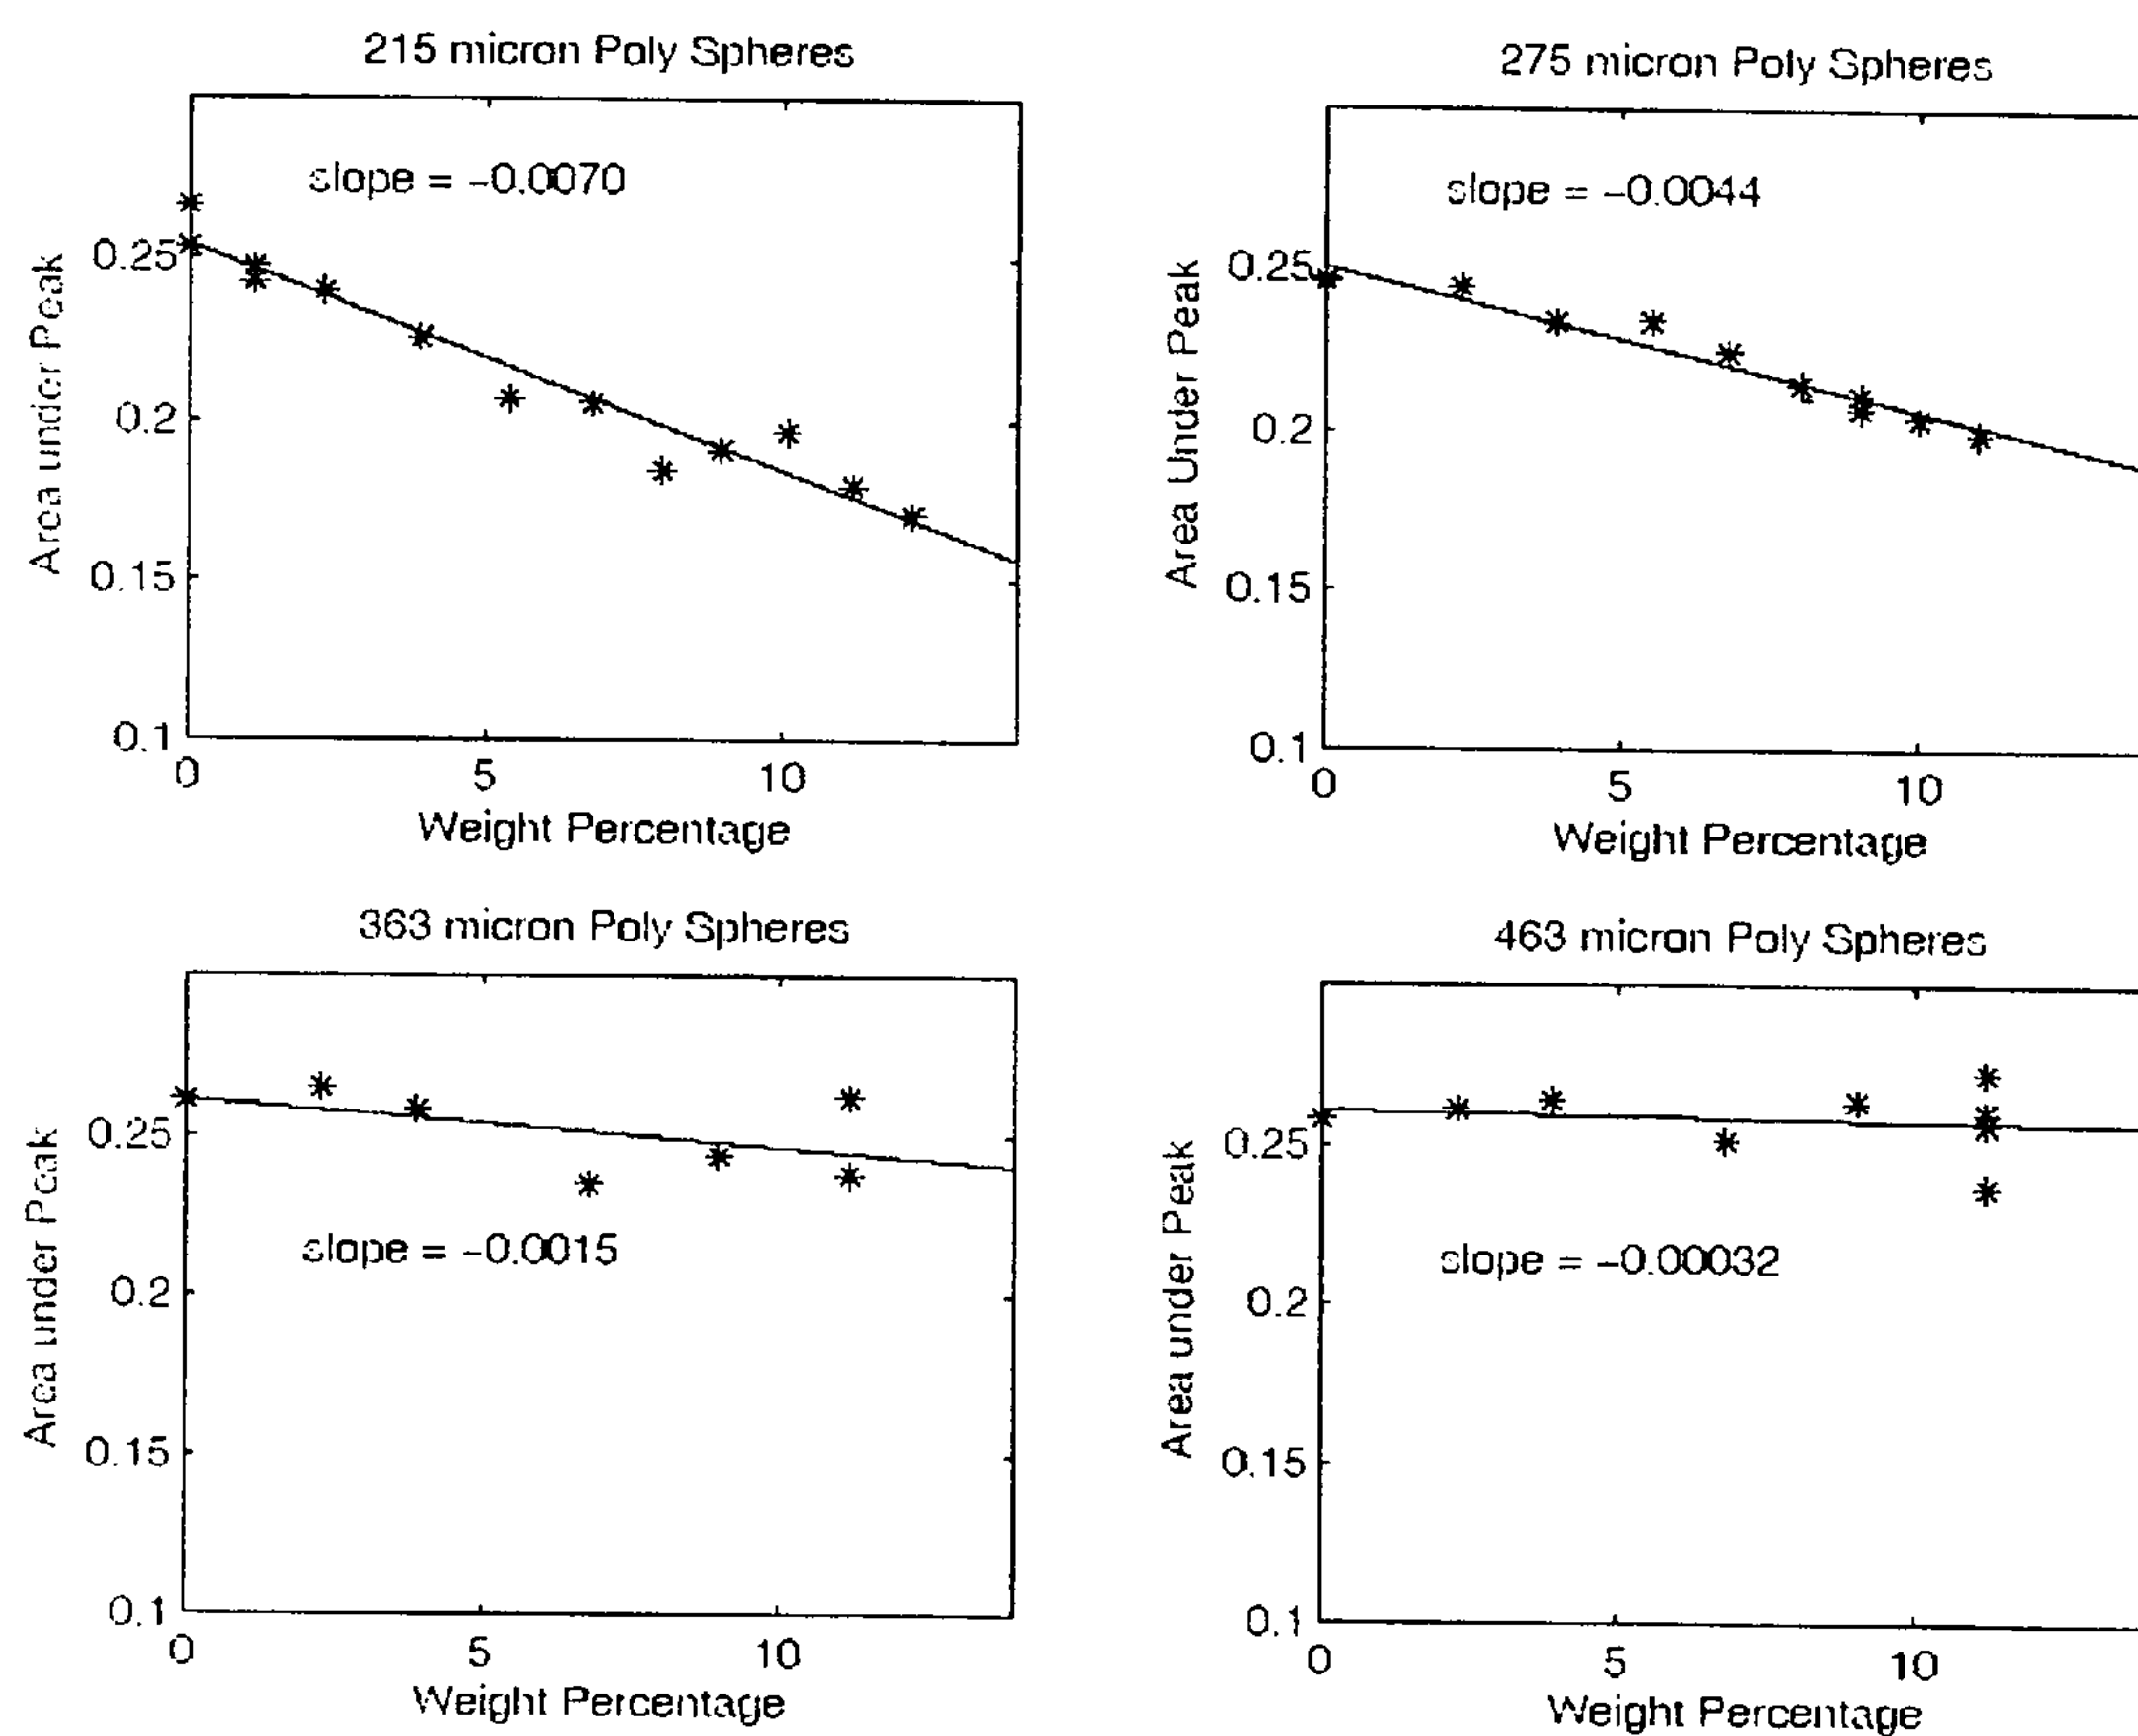 215 micron Poly Spheres
slope = -0.0070
Area under Peak
0.25
0.2
0.15
0.1
0
5
10
Weight Percentage
275 micron Poly Spheres
slope = -0.0044
Area Under Peak
0.25
0.2
0.15
0.1
0
5
10
Weight Percentage
363 micron Poly Spheres
slope = -0.0015
Area under Peak
0.25
0.2
0.15
0.1
0
5
10
Weight Percentage
463 micron Poly Spheres
slope = -0.00032
Area under Peak
0.25
0.2
0.15
0.1
0
5
10
Weight Percentage